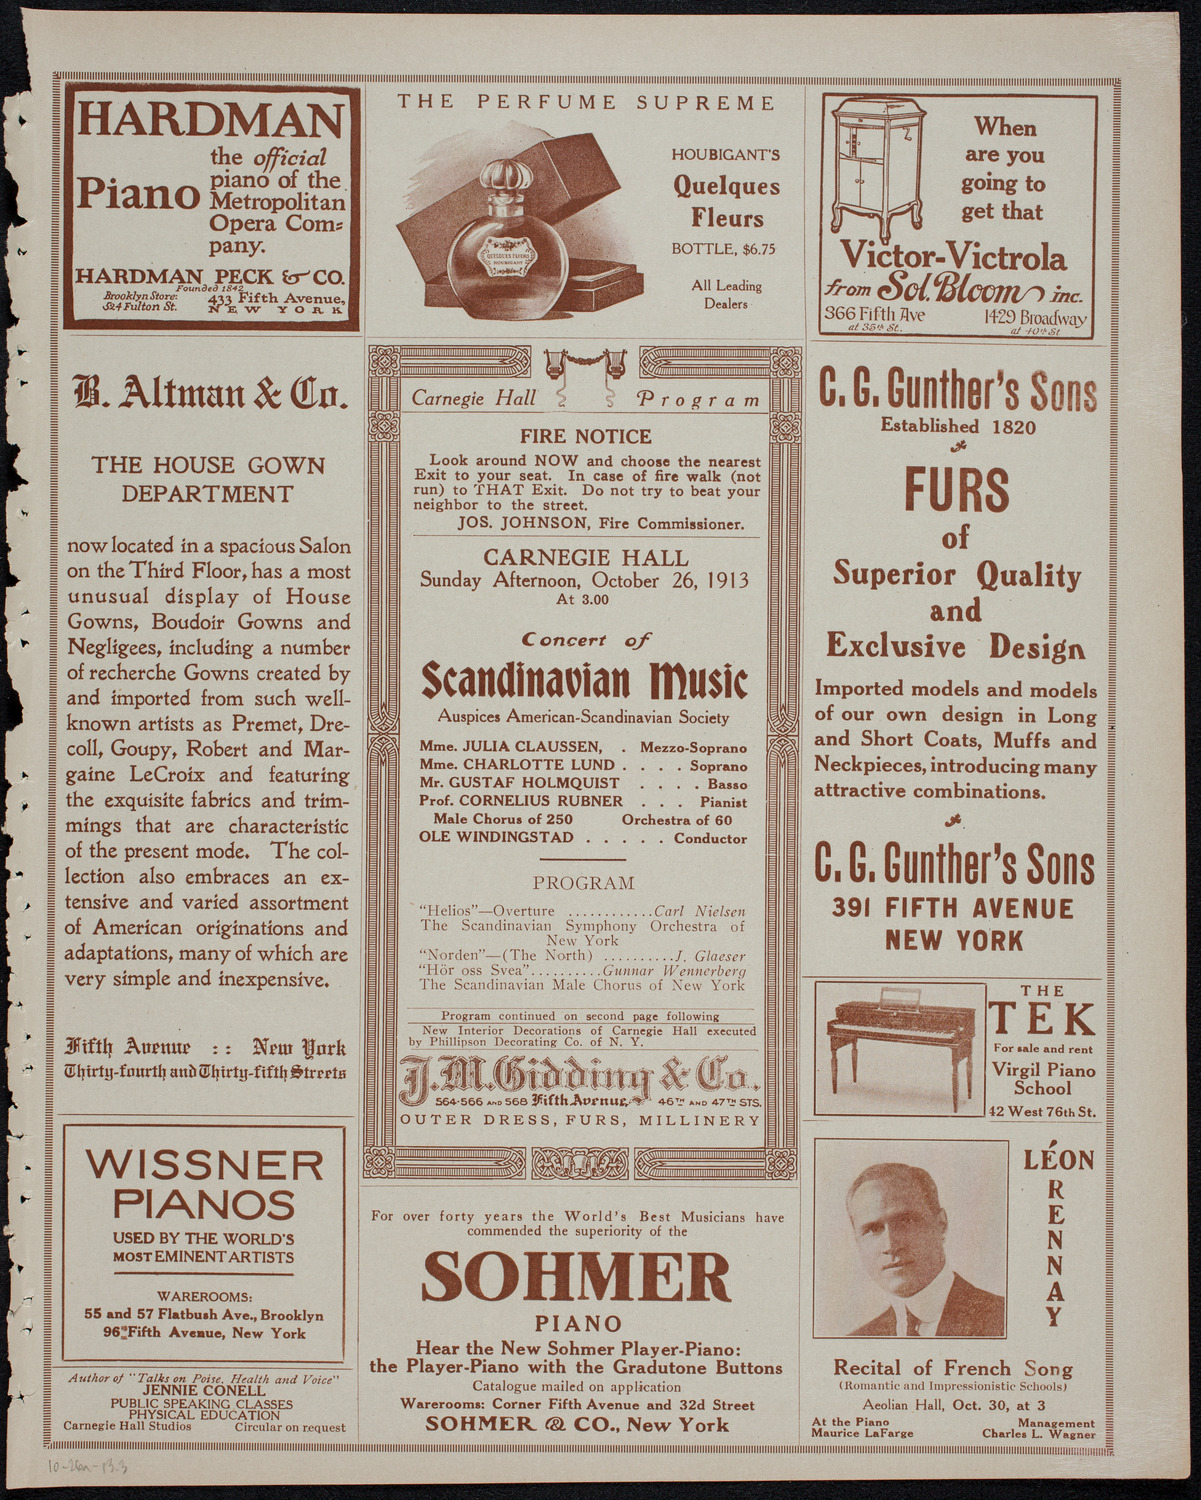 HARDMAN
Piano
the official
piano of the
Metropolitan
Opera Com=
pany.
HARDMAN, PECK & CO.
Founded 1842
Brooklyn Store:
524 Fulton St.
433 Fifth Avenue,
NEW YORK
THE PERFUME SUPREME
QUELQUES FLEURS
HOUBIGANT
HOUBIGANT'S
Quelques
Fleurs
BOTTLE, $6.75
All Leading
Dealers
When
are you
going to
get that
Victor-Victrola
from Sol. Bloom inc.
366 Fifth Ave
at 35th St.
1429 Broadway
at 40th St
B. Altman & Co.
THE HOUSE GOWN
DEPARTMENT
now located in a spacious Salon
on the Third Floor, has a most
unusual display of House
Gowns, Boudoir Gowns and
Negligees, including a number
of recherche Gowns created by
and imported from such well-
known artists as Premet, Dre-
coll, Goupy, Robert and Mar-
gaine LeCroix and featuring
the exquisite fabrics and trim-
mings that are characteristic
of the present mode. The col-
lection also embraces an ex-
tensive and varied assortment
of American originations and
adaptations, many of which are
very simple and inexpensive.
Fifth Avenue :: New York
Thirty-fourth and Thirty-fifth Streets
WISSNER
PIANOS
USED BY THE WORLD'S
MOST EMINENT ARTISTS
WAREROOMS:
55 and 57 Flatbush Ave., Brooklyn
96 Fifth Avenue, New York
Author of "Talks on Poise, Health and Voice"
JENNIE CONELL
PUBLIC SPEAKING CLASSES
PHYSICAL EDUCATION
Carnegie Hall Studios Circular on request
Carnegie Hall Program
FIRE NOTICE
Look around NOW and choose the nearest
Exit to your seat. In case of fire walk (not
run) to THAT Exit. Do not try to beat your
neighbor to the street.
JOS. JOHNSON, Fire Commissioner.
CARNEGIE HALL
Sunday Afternoon, October 26, 1913
At 3.00
Concert of
Scandinavian Music
Auspices American-Scandinavian Society
Mme. JULIA CLAUSSEN, . Mezzo-Soprano
Mme. CHARLOTTE LUND . . . . Soprano
Mr. GUSTAF HOLMQUIST . . . . Basso
Prof. CORNELIUS RUBNER . . . Pianist
Male Chorus of 250 Orchestra of 60
OLE WINDINGSTAD . . . . . Conductor
PROGRAM
"Helios"—Overture ............Carl Nielsen
The Scandinavian Symphony Orchestra of
New York
"Norden"—(The North) ..........J. Glaeser
"Hör oss Svea"..........Gunnar Wennerberg
The Scandinavian Male Chorus of New York
Program continued on second page following
New Interior Decorations of Carnegie Hall executed
by Phillipson Decorating Co. of N. Y.
J.M. Gidding & Co.
564-566 AND 568 Fifth Avenue, 46TH AND 47TH STS.
OUTER DRESS, FURS, MILLINERY
For over forty years the World's Best Musicians have
commended the superiority of the
SOHMER
PIANO
Hear the New Sohmer Player-Piano:
the Player-Piano with the Gradutone Buttons
Catalogue mailed on application
Warerooms: Corner Fifth Avenue and 32d Street
SOHMER & CO., New York
C. G. Gunther's Sons
Established 1820
FURS
of
Superior Quality
and
Exclusive Design
Imported models and models
of our own design in Long
and Short Coats, Muffs and
Neckpieces, introducing many
attractive combinations.
C. G. Gunther's Sons
391 FIFTH AVENUE
NEW YORK
THE
TEK
For sale and rent
Virgil Piano
School
42 West 76th St.
LÉON
RENNAY
Recital of French Song
(Romantic and Impressionistic Schools)
Aeolian Hall, Oct. 30, at 3
At the Piano
Maurice LaFarge
Management
Charles L. Wagner
10-26-13.3